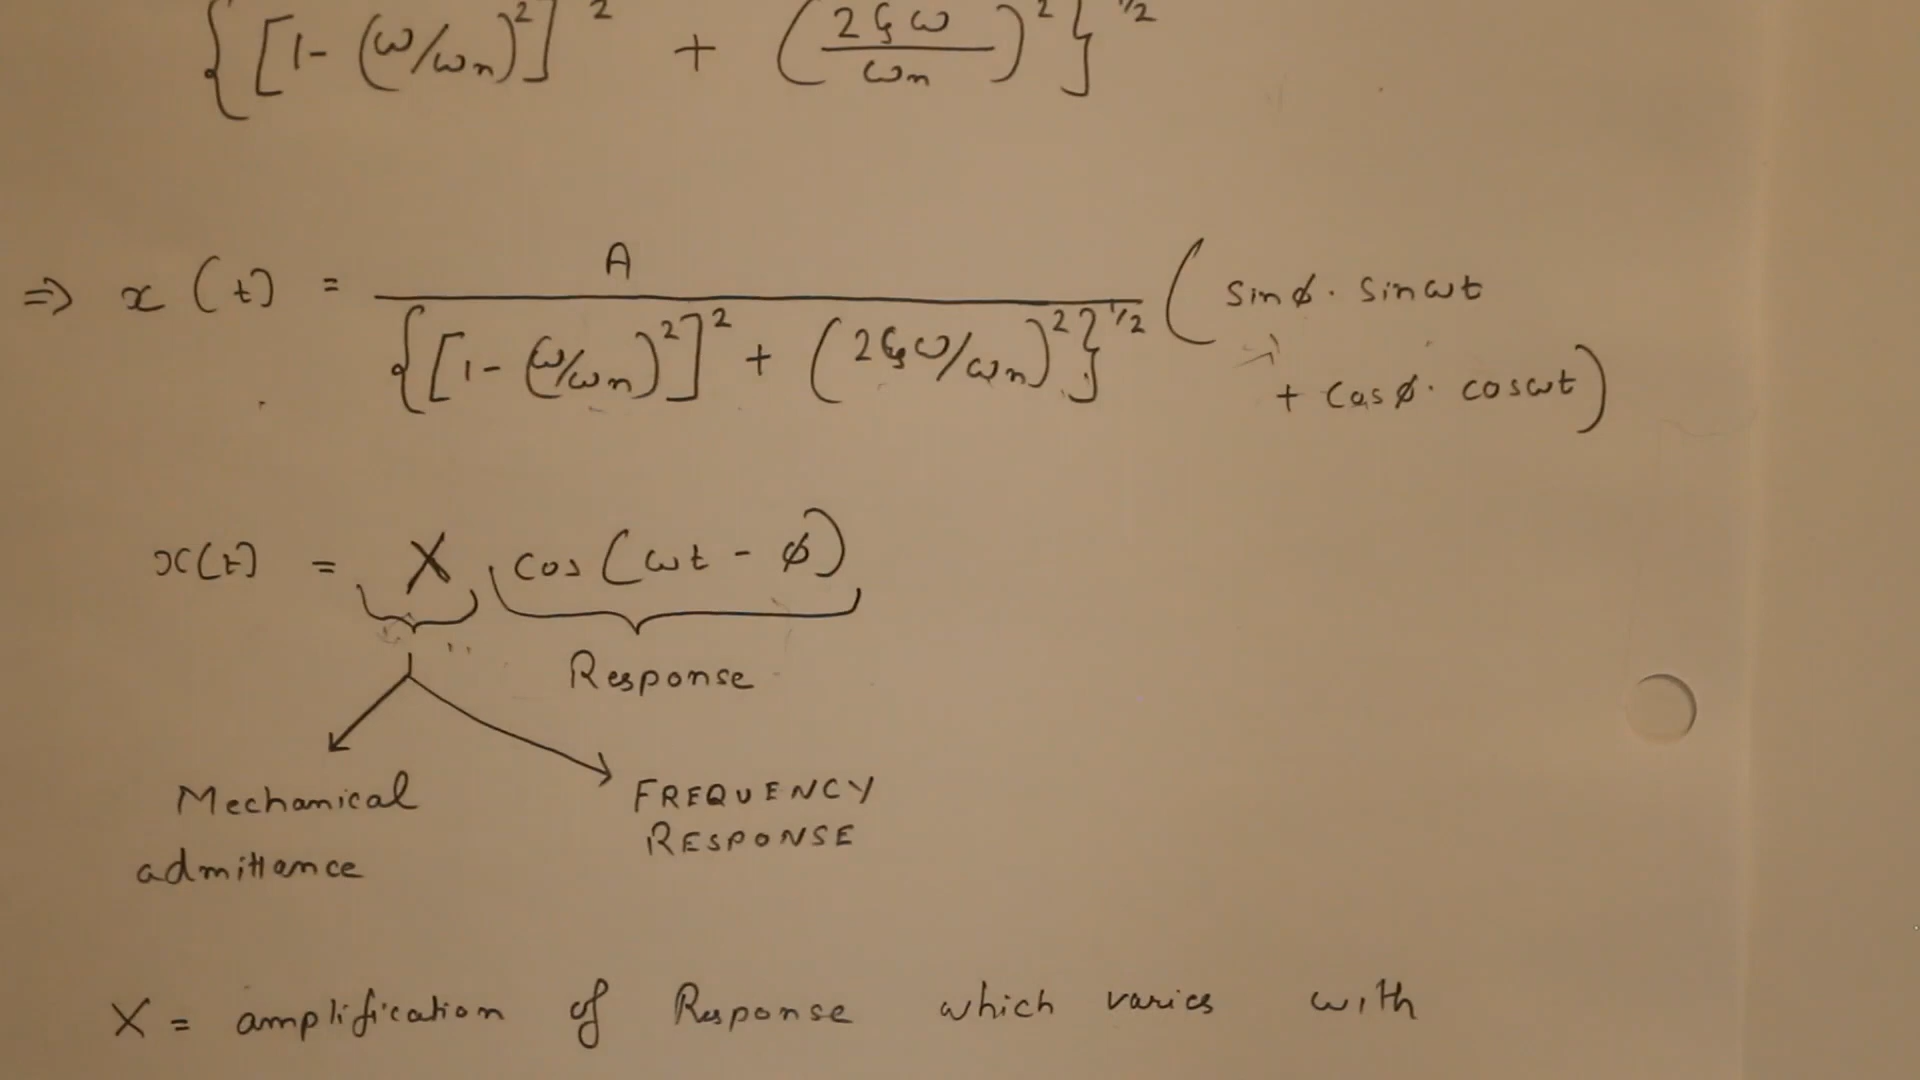 {[1-(ω/ωn)²]² + (2ξω/ωn)²}^1/2
⇒ x(t) = A/{[1-(ω/ωn)²]² + (2ξω/ωn)²}^1/2 (sinφ. sinωt
+ cosφ. cosωt)
x(t) = X. cos(ωt - φ)
Response
Mechanical
admittance
FREQUENCY
RESPONSE
X = amplification of Response which varies with